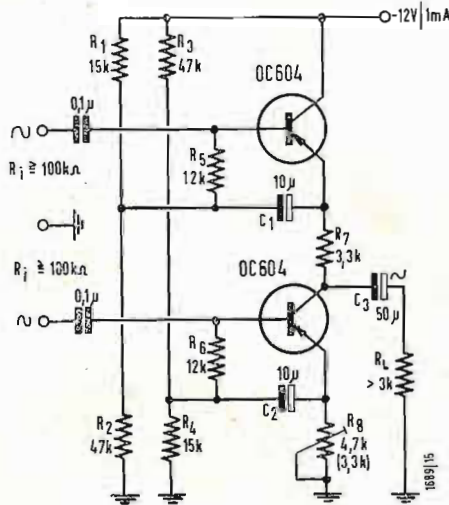 -12V | 1mA
R1
15k
R3
47k
OC604
0,1µ
Ri ≧ 100kΩ
R5
12k
10µ
C1
R7
3,3k
OC604
Ri ≧ 100kΩ
0,1µ
C3
50µ
R6
12k
10µ
C2
RL
> 3k
R2
47k
R4
15k
R8
4,7k
(3,3k)
1689|15